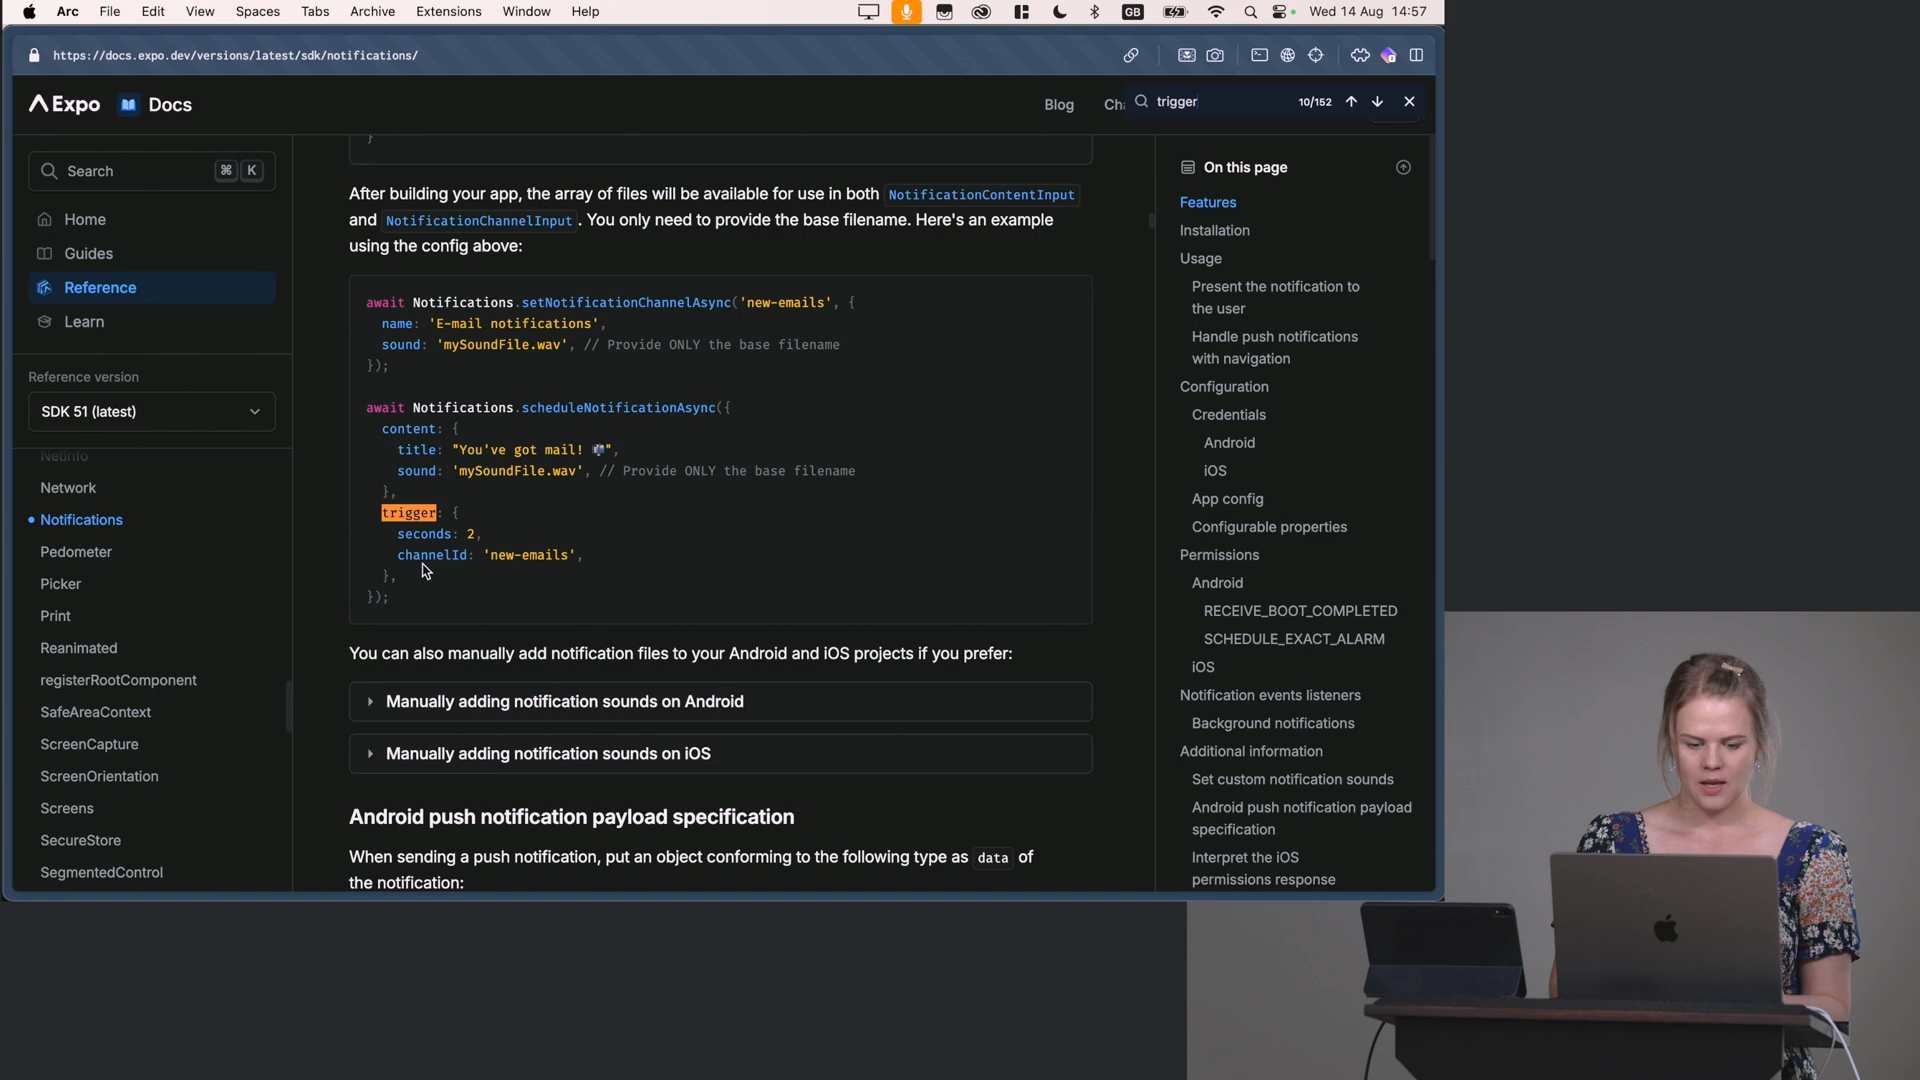 Arc File Edit View Spaces Tabs Archive Extensions Window Help GB Wed 14 Aug 14:57
https://docs.expo.dev/versions/latest/sdk/notifications/
Expo Docs Blog Ch trigger 10/152
Search ⌘ K
Home
Guides
Reference
Learn
Reference version
SDK 51 (latest)
NetInfo
Network
Notifications
Pedometer
Picker
Print
Reanimated
registerRootComponent
SafeAreaContext
ScreenCapture
ScreenOrientation
Screens
SecureStore
SegmentedControl
}
After building your app, the array of files will be available for use in both NotificationContentInput
and NotificationChannelInput. You only need to provide the base filename. Here's an example
using the config above:
await Notifications.setNotificationChannelAsync('new-emails', {
name: 'E-mail notifications',
sound: 'mySoundFile.wav', // Provide ONLY the base filename
});
await Notifications.scheduleNotificationAsync({
content: {
title: "You've got mail! 📬",
sound: 'mySoundFile.wav', // Provide ONLY the base filename
},
trigger: {
seconds: 2,
channelId: 'new-emails',
},
});
You can also manually add notification files to your Android and iOS projects if you prefer:
Manually adding notification sounds on Android
Manually adding notification sounds on iOS
Android push notification payload specification
When sending a push notification, put an object conforming to the following type as data of
the notification:
On this page
Features
Installation
Usage
Present the notification to
the user
Handle push notifications
with navigation
Configuration
Credentials
Android
iOS
App config
Configurable properties
Permissions
Android
RECEIVE_BOOT_COMPLETED
SCHEDULE_EXACT_ALARM
iOS
Notification events listeners
Background notifications
Additional information
Set custom notification sounds
Android push notification payload
specification
Interpret the iOS
permissions response